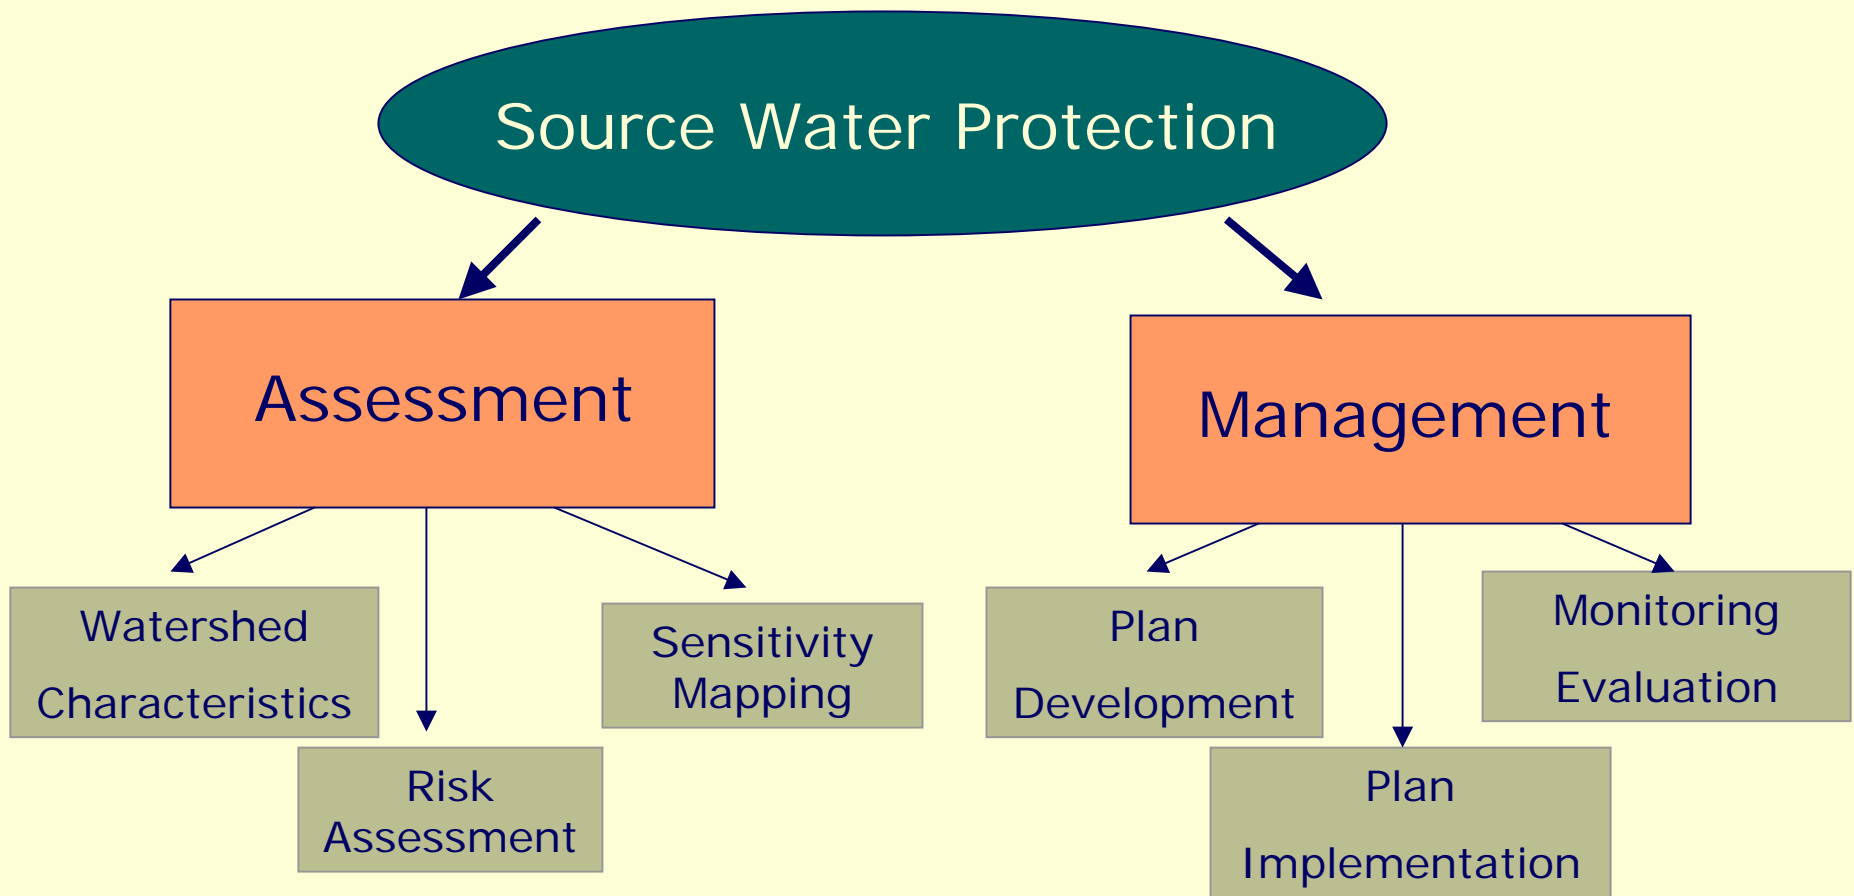 Source Water Protection
Assessment
Management
Watershed
Characteristics
Risk
Assessment
Sensitivity
Mapping
Plan
Development
Plan
Implementation
Monitoring
Evaluation